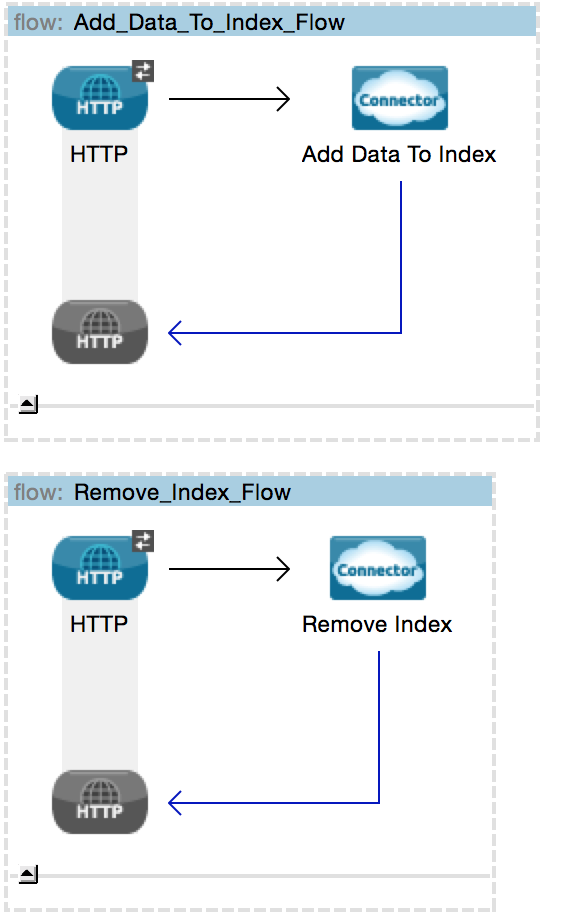 flow: Add_Data_To_Index_Flow
HTTP
Connector
HTTP
Add Data To Index
HTTP
flow: Remove_Index_Flow
HTTP
Connector
HTTP
Remove Index
HTTP